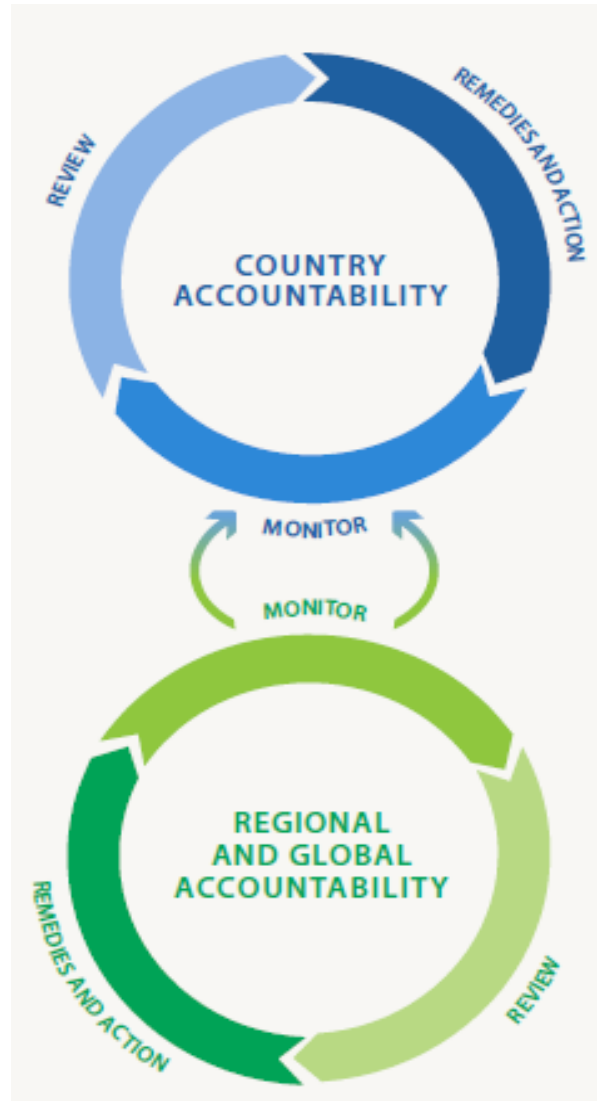 REVIEW
REMEDIES AND ACTION
COUNTRY
ACCOUNTABILITY
MONITOR
MONITOR
REGIONAL
AND GLOBAL
ACCOUNTABILITY
REMEDIES AND ACTION
REVIEW